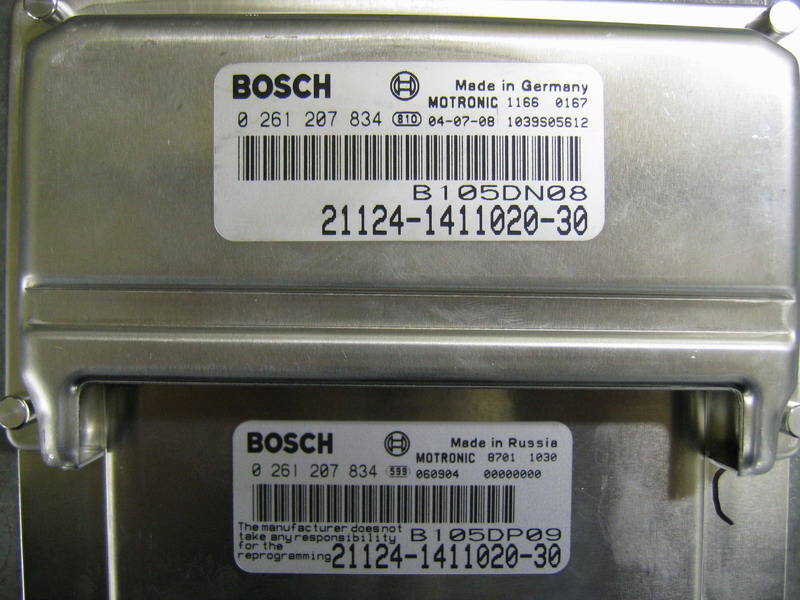 BOSCH Made in Germany
MOTRONIC 1166 0167
0 261 207 834 810 04-07-08 1039S05612
B105DN08
21124-1411020-30
BOSCH Made in Russia
MOTRONIC 8701 1030
0 261 207 834 599 060904 00000000
The manufacturer does not
take any responsibility B105DP09
for the
reprogramming 21124-1411020-30